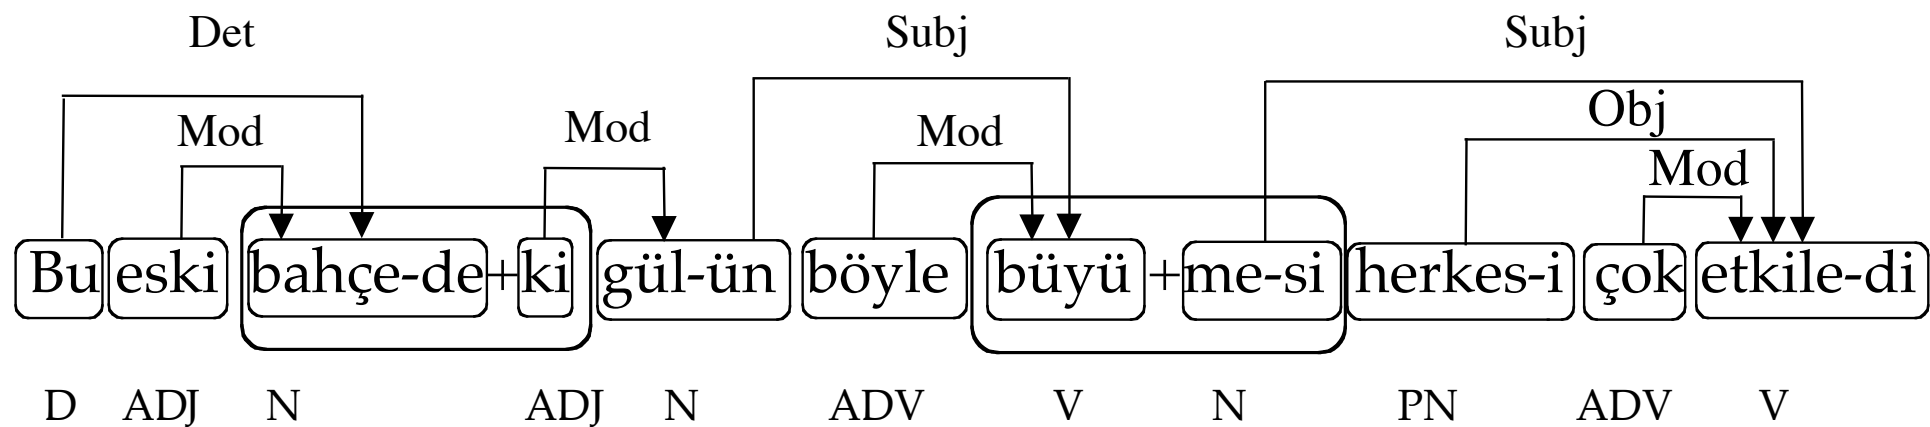 Det Subj Subj
Mod Mod Mod Obj
Mod
Bu eski bahçe-de+ki gül-ün böyle büyü +me-si herkes-i çok etkile-di
D ADJ N ADJ N ADV V N PN ADV V